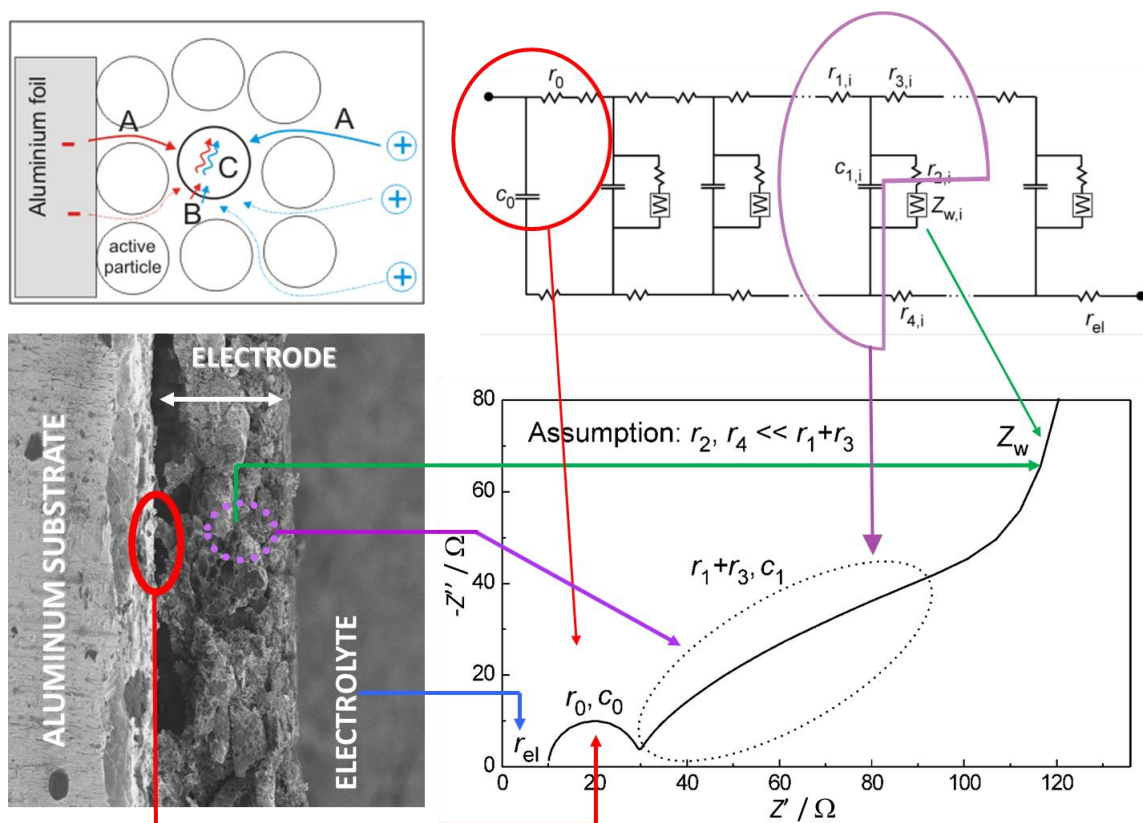 Aluminium foil
A
A
-
+
C
+
B
-
active
particle
+
r0
r1,i
r3,i
c0
c1,i
r2,i
Zw,i
r4,i
rel
ELECTRODE
ALUMINUM SUBSTRATE
ELECTROLYTE
80
60
40
20
0
-Z'' / Ω
Assumption: r2, r4 << r1+r3
Zw
r1+r3, c1
r0, c0
rel
0 20 40 60 80 100 120
Z' / Ω